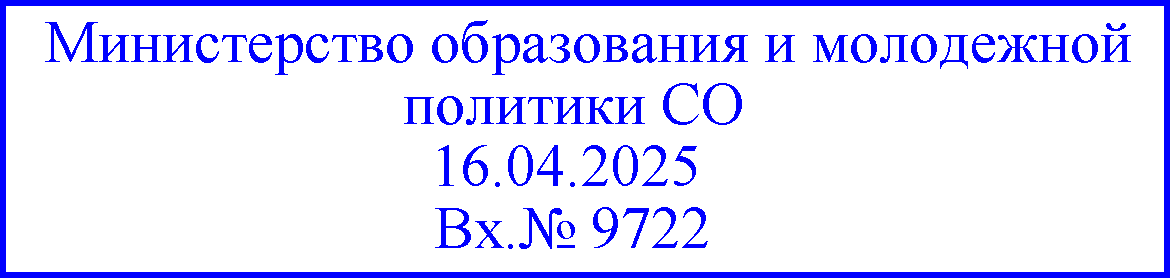 Министерство образования и молодежной
политики СО
16.04.2025
Вх.№ 9722